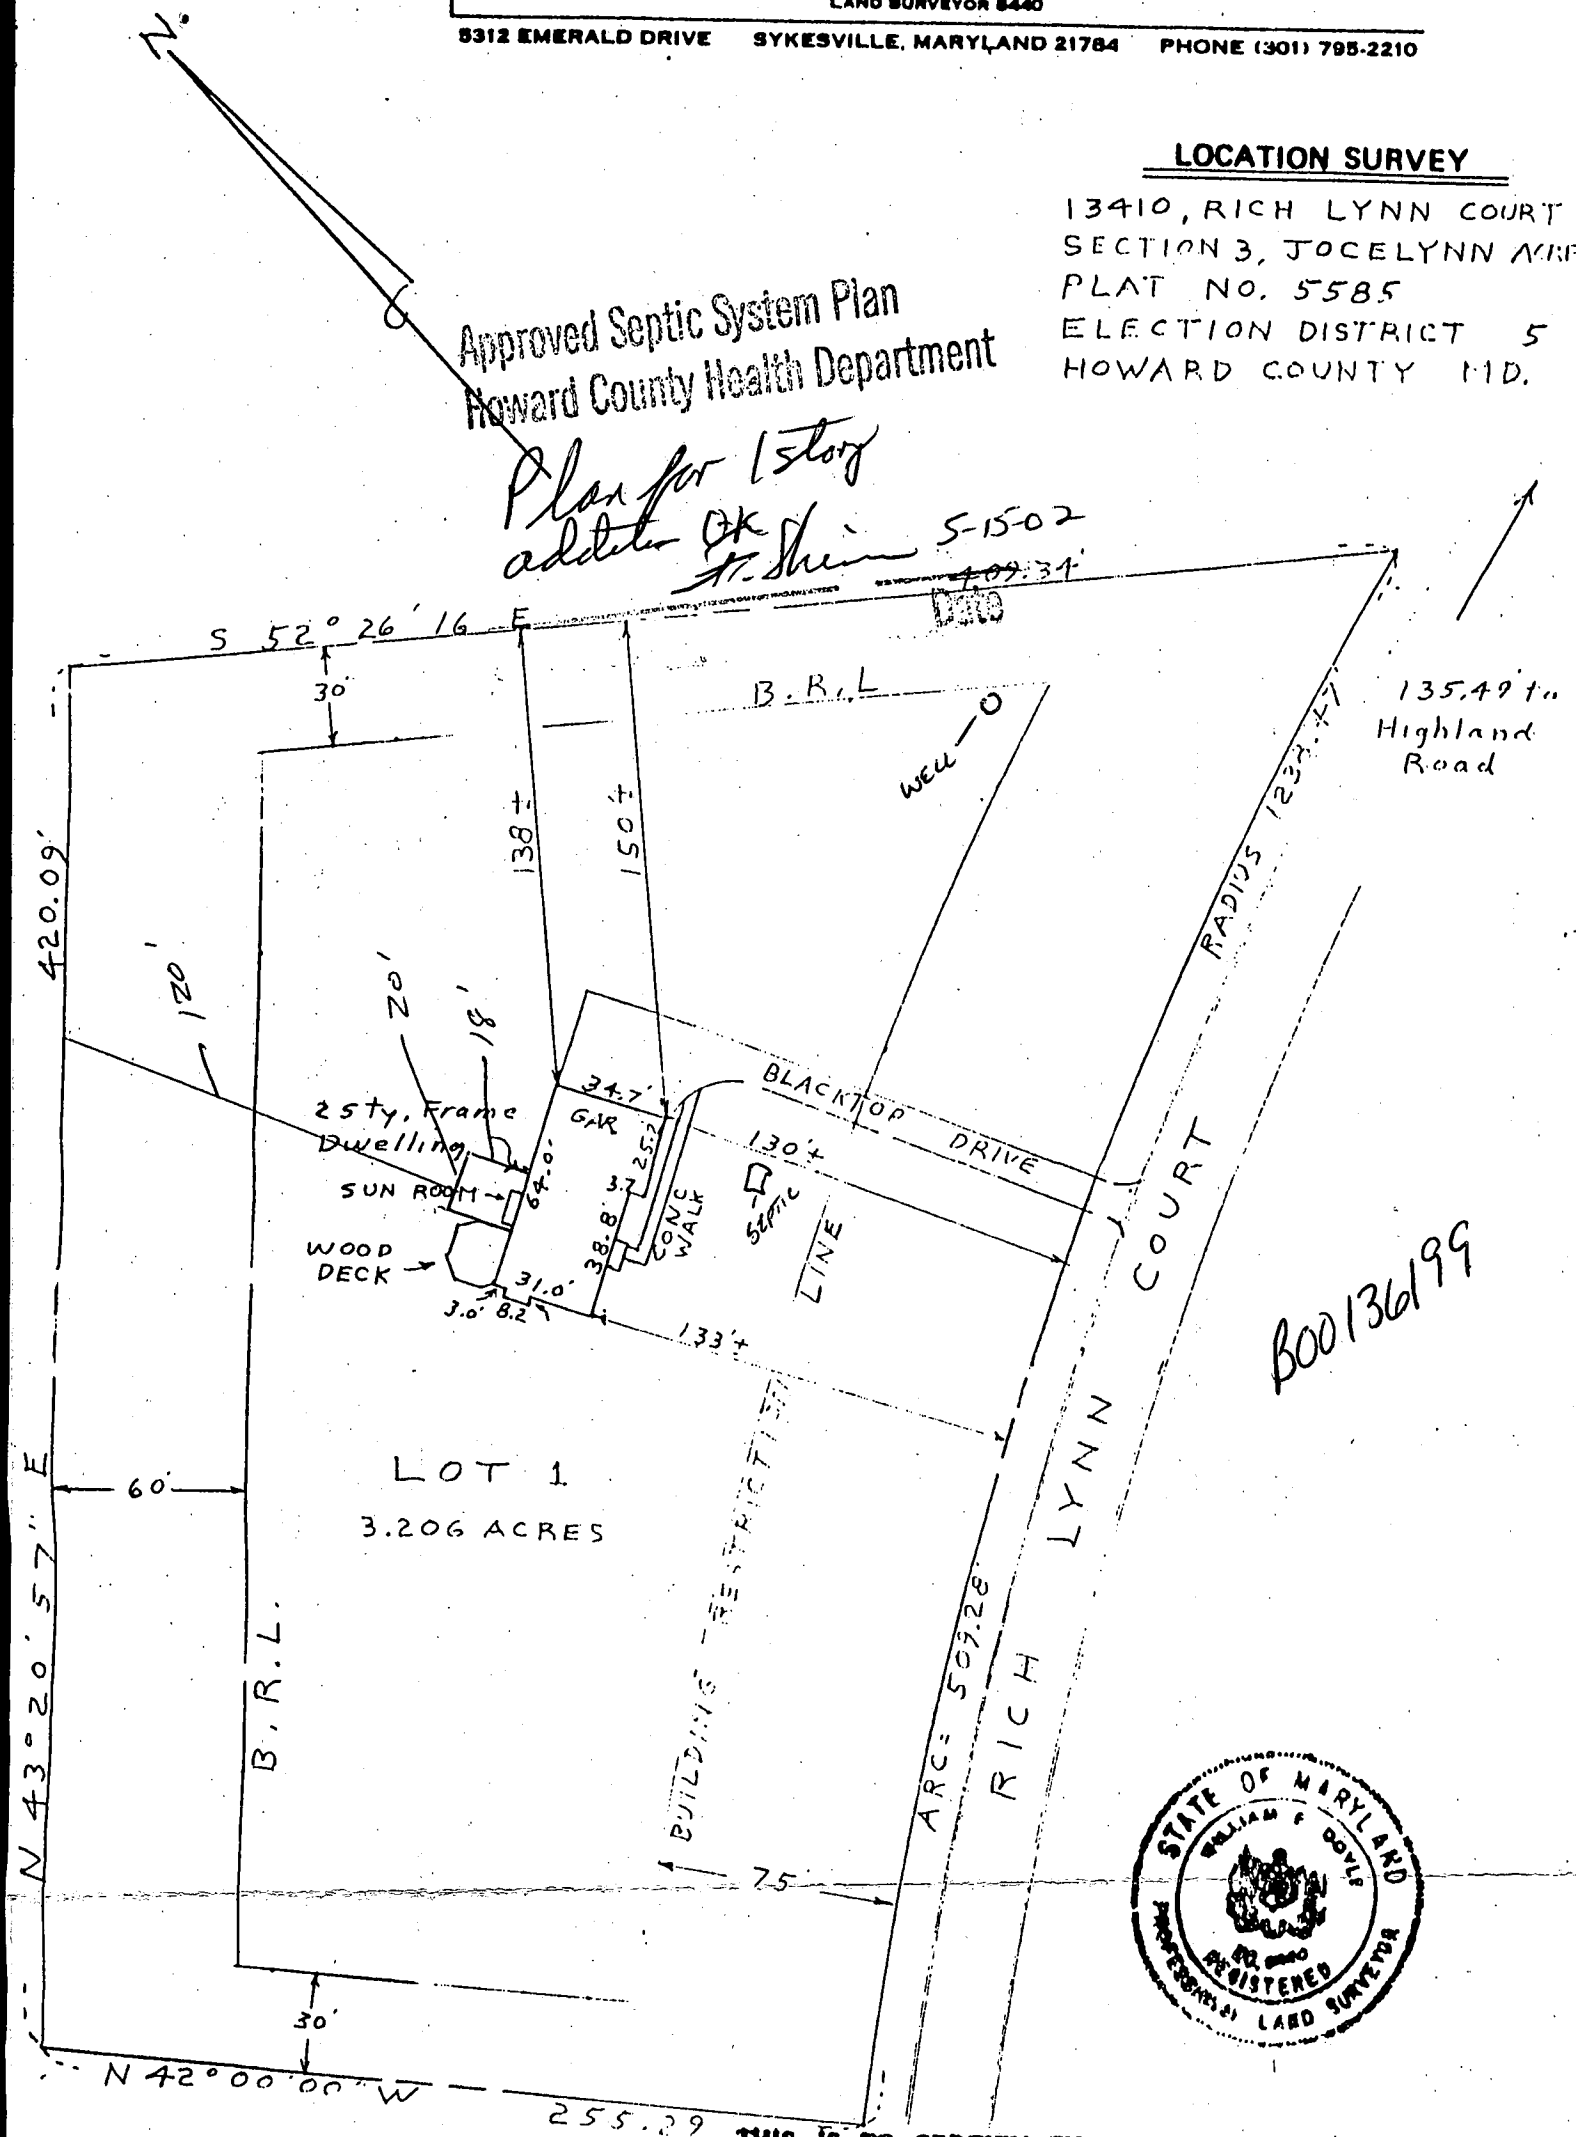 LAND SURVEYOR 8440
5312 EMERALD DRIVE SYKESVILLE, MARYLAND 21784 PHONE (301) 795-2210
N.
LOCATION SURVEY
13410, RICH LYNN COURT
SECTION 3, JOCELYNN
PLAT NO. 5585
ELECTION DISTRICT 5
HOWARD COUNTY MD.
Approved Septic System Plan
Howard County Health Department
Plan for 1 story
OK
5-15-02
409.34'
Date
S 52° 26' 16 E
30'
B.R.L
WELL
135.49' to
Highland
Road
138 ±
150 ±
RADIUS
420.09'
120'
20'
18'
2 Sty. Frame
Dwelling
34.7'
GAR
BLACKTOP DRIVE
64.0'
25.2
3.2
38.8'
130'±
SUN ROOM
CONC
WALK
SEPTIC
LINE
WOOD
DECK
31.0'
3.0' 8.2
133'±
COURT
B00136199
LOT 1
3.206 ACRES
60'
LYNN
BUILDING RESTRICTION
N 43° 20' 57" E
B.R.L.
ARC = 509.28'
RICH
75'
30'
N 42° 00' 00" W
255.29
STATE OF MARYLAND
WILLIAM F DOYLE
REGISTERED
PROFESSIONAL LAND SURVEYOR